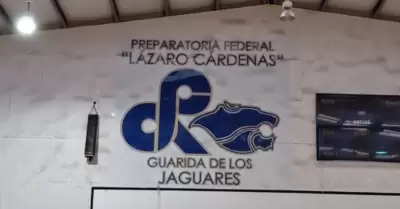 PREPARATORIA FEDERAL
"LÁZARO CÁRDENAS"
GUARIDA DE LOS
JAGUARES